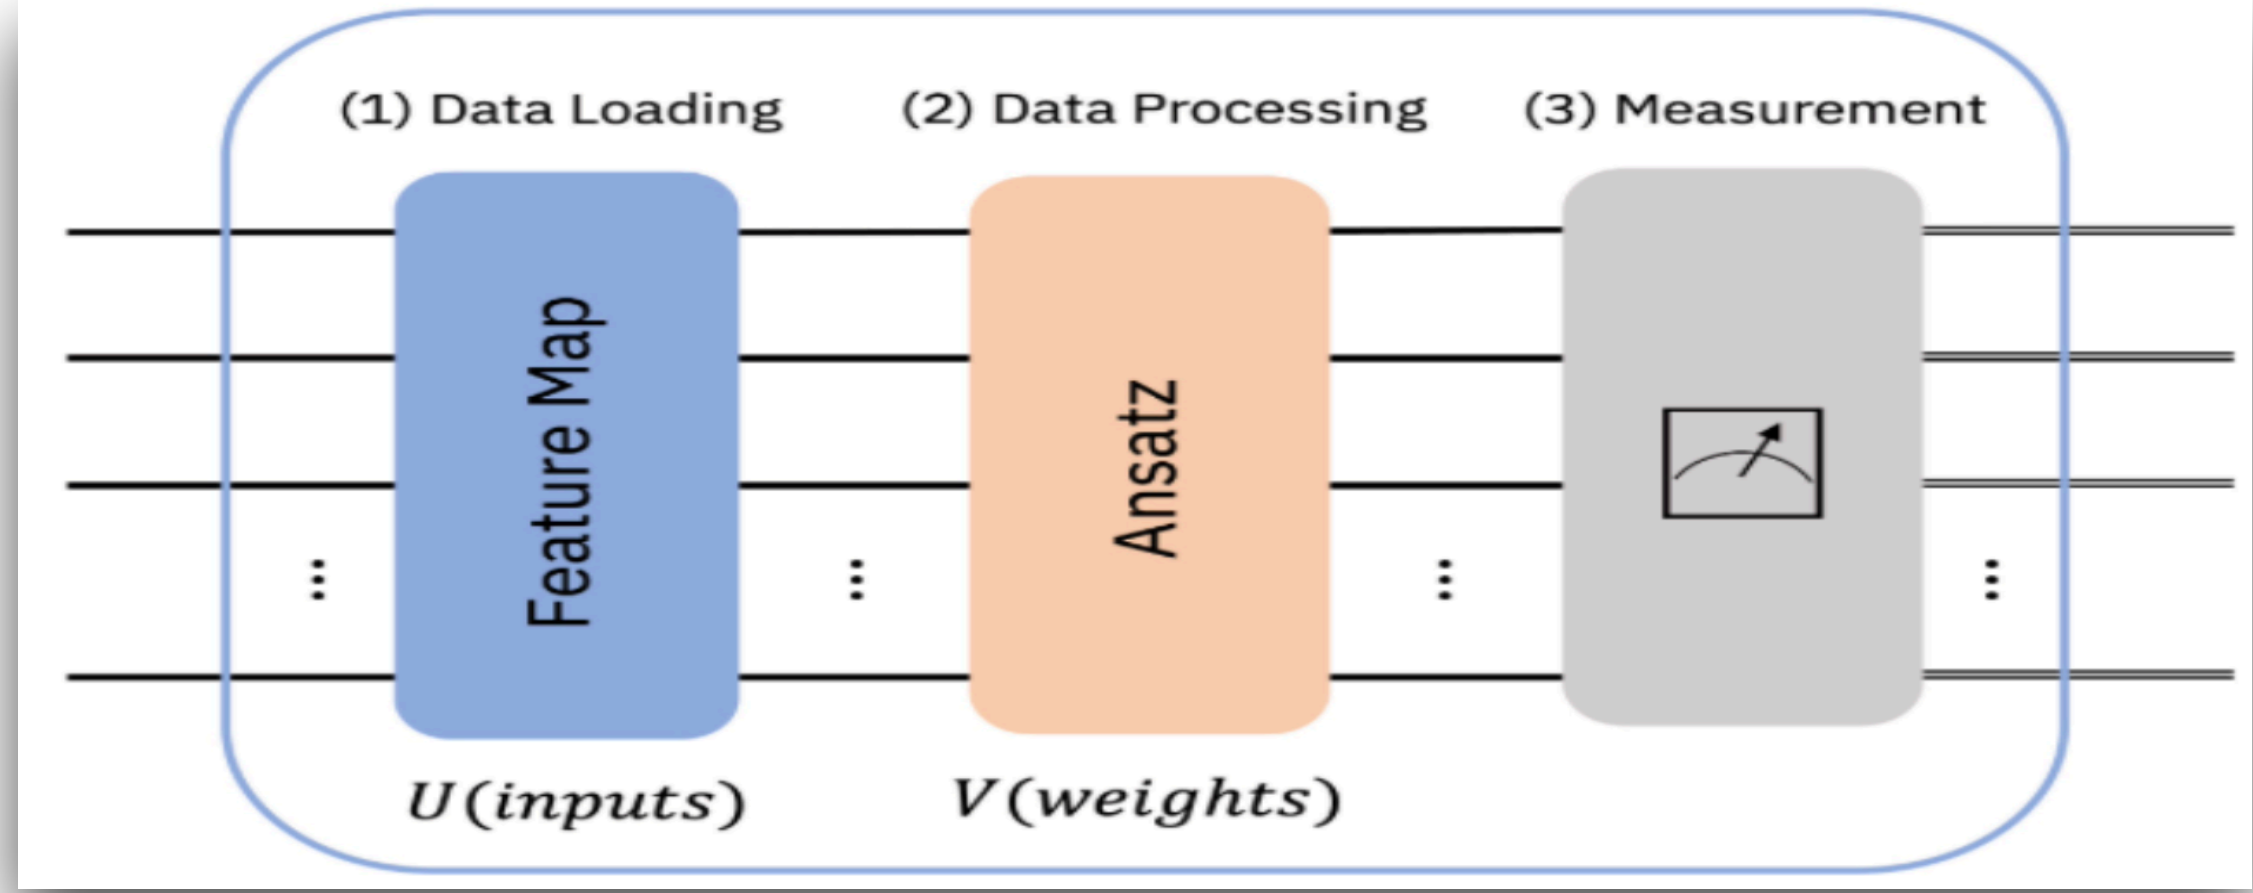 (1) Data Loading
(2) Data Processing
(3) Measurement
Feature Map
Ansatz
U(inputs)
V(weights)